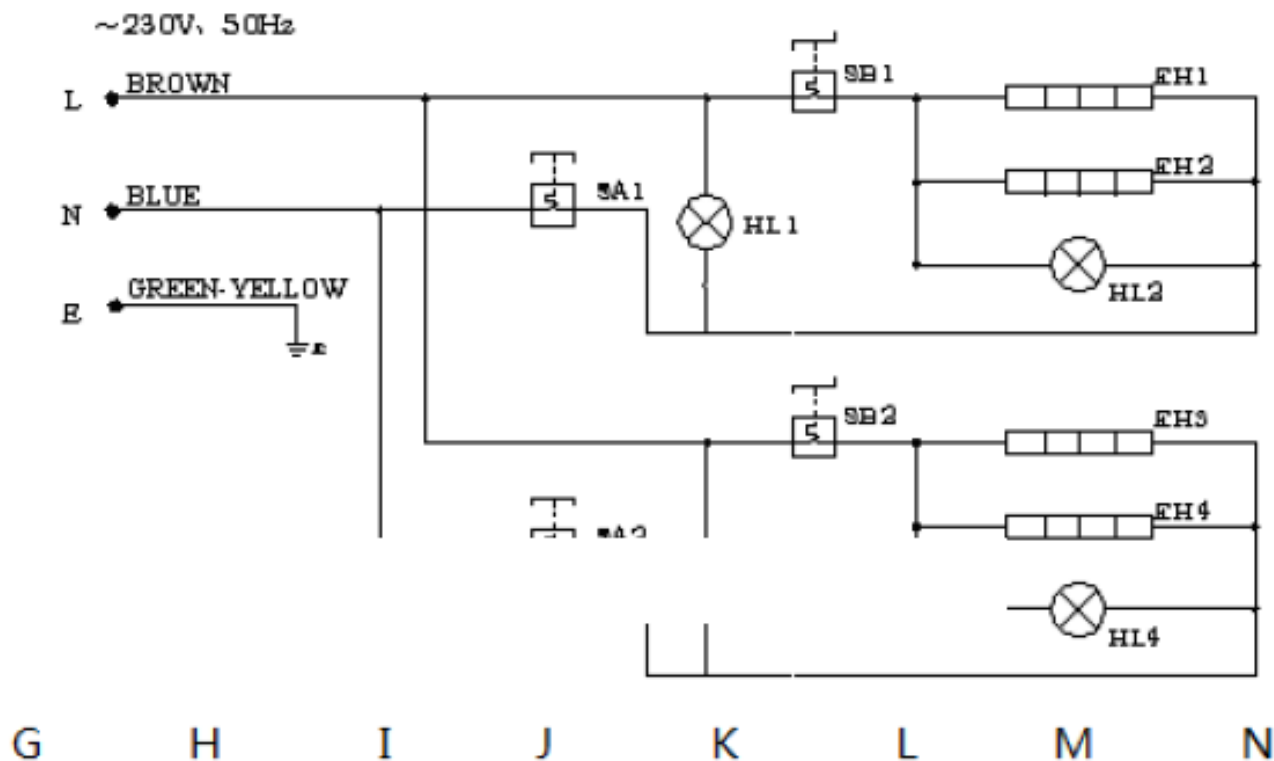 ~230V、50Hz
L BROWN SB1 EH1
N BLUE SA1 HL1 EH2
E GREEN-YELLOW HL2
SB2 EH3
EH4
HL4
G H I J K L M N